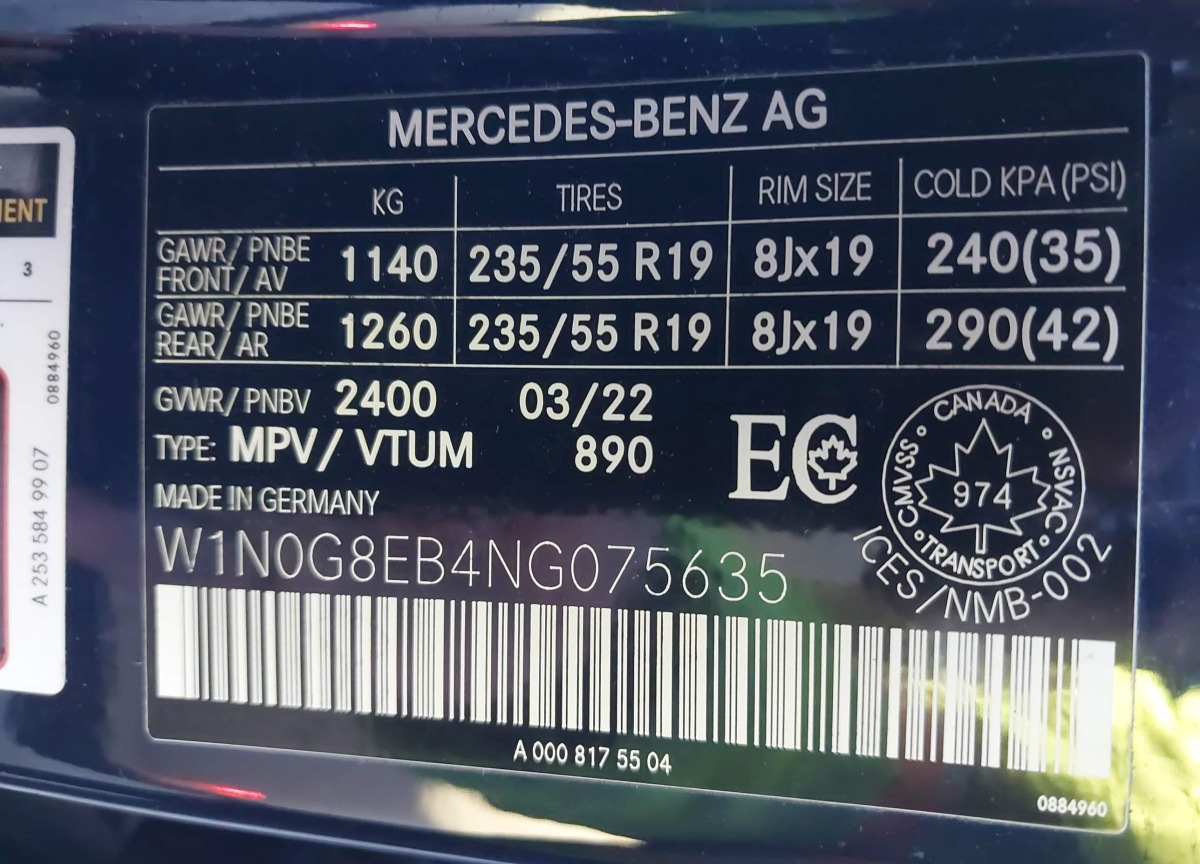 MERCEDES-BENZ AG
KG TIRES RIM SIZE COLD KPA (PSI)
GAWR/ PNBE
FRONT/ AV 1140 235/55 R19 8Jx19 240(35)
GAWR/ PNBE
REAR/ AR 1260 235/55 R19 8Jx19 290(42)
GVWR/ PNBV 2400 03/22
TYPE: MPV/ VTUM 890
MADE IN GERMANY
W1N0G8EB4NG075635
EC
CANADA
CMVSS
NSVAC
974
TRANSPORT
ICES/NMB-002
A 000 817 55 04
0884960
3
0884960
A 253 584 99 07